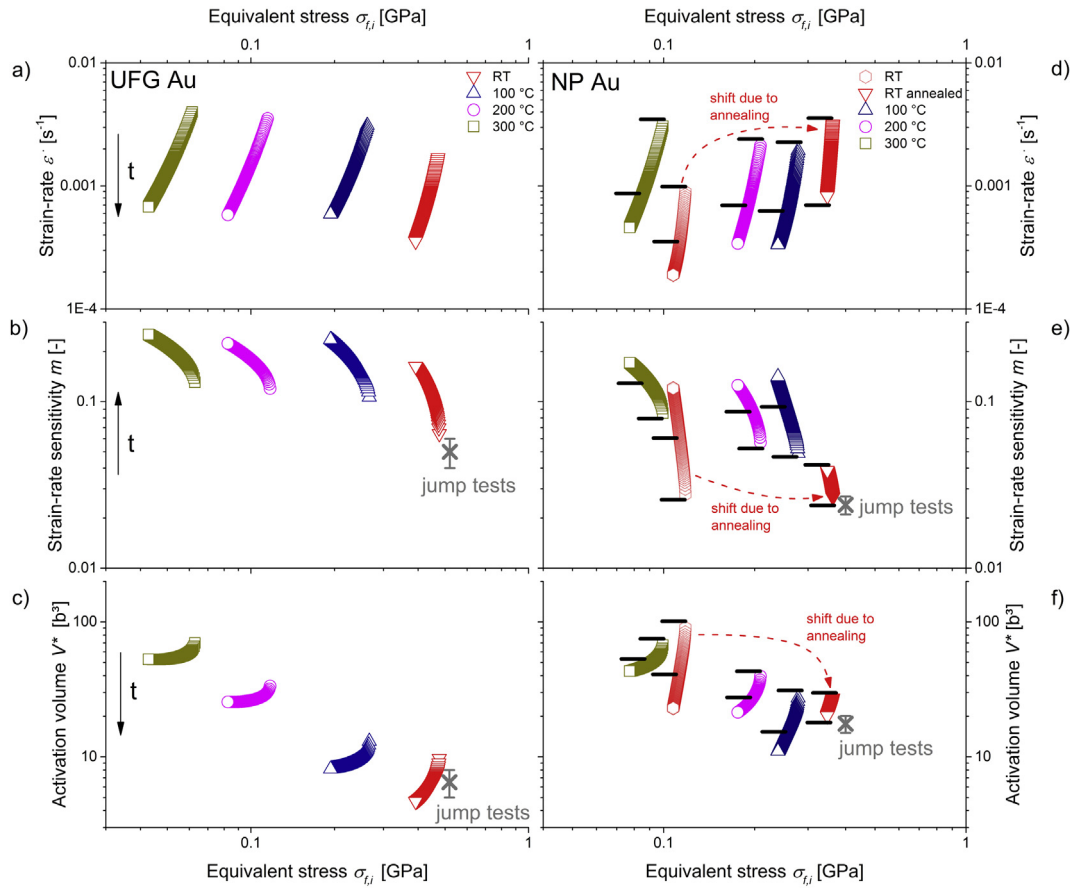 Equivalent stress σf,i [GPa]
Equivalent stress σf,i [GPa]
0.1
1
0.1
1
a)
0.01
UFG Au
RT
100 °C
200 °C
300 °C
t
0.001
1E-4
Strain-rate ε˙ [s-1]
NP Au
RT
RT annealed
100 °C
200 °C
300 °C
shift due to
annealing
0.01
0.001
1E-4
Strain-rate ε˙ [s-1]
d)
b)
Strain-rate sensitivity m [-]
0.1
0.01
t
jump tests
shift due to
annealing
jump tests
0.1
0.01
Strain-rate sensitivtiy m [-]
e)
c)
Activation volume V* [b³]
100
10
t
jump tests
shift due to
annealing
jump tests
100
10
Activation volume V* [b³]
f)
0.1
1
0.1
1
Equivalent stress σf,i [GPa]
Equivalent stress σf,i [GPa]